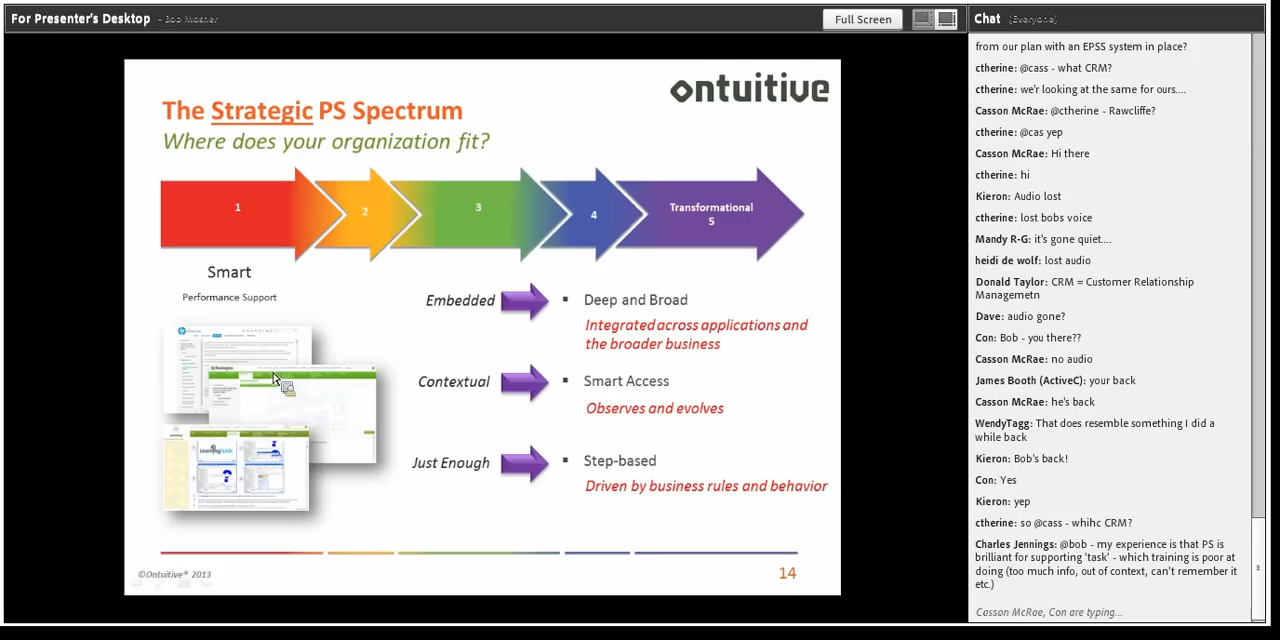 For Presenter's Desktop - Bob Mosher
Full Screen
Chat (Everyone)
ontuitive
The Strategic PS Spectrum
Where does your organization fit?
1
2
3
4
Transformational
5
Smart
Performance Support
Embedded
Deep and Broad
Integrated across applications and
the broader business
Contextual
Smart Access
Observes and evolves
Just Enough
Step-based
Driven by business rules and behavior
©Ontuitive® 2013
14
from our plan with an EPSS system in place?
ctherine: @cass - what CRM?
ctherine: we'r looking at the same for ours....
Casson McRae: @ctherine - Rawcliffe?
ctherine: @cas yep
Casson McRae: Hi there
ctherine: hi
Kieron: Audio lost
ctherine: lost bobs voice
Mandy R-G: it's gone quiet....
heidi de wolf: lost audio
Donald Taylor: CRM = Customer Relationship
Managemetn
Dave: audio gone?
Con: Bob - you there??
Casson McRae: no audio
James Booth (ActiveC): your back
Casson McRae: he's back
WendyTagg: That does resemble something I did a
while back
Kieron: Bob's back!
Con: Yes
Kieron: yep
ctherine: so @cass - whihc CRM?
Charles Jennings: @bob - my experience is that PS is
brilliant for supporting 'task' - which training is poor at
doing (too much info, out of context, can't remember it
etc.)
Casson McRae, Con are typing...